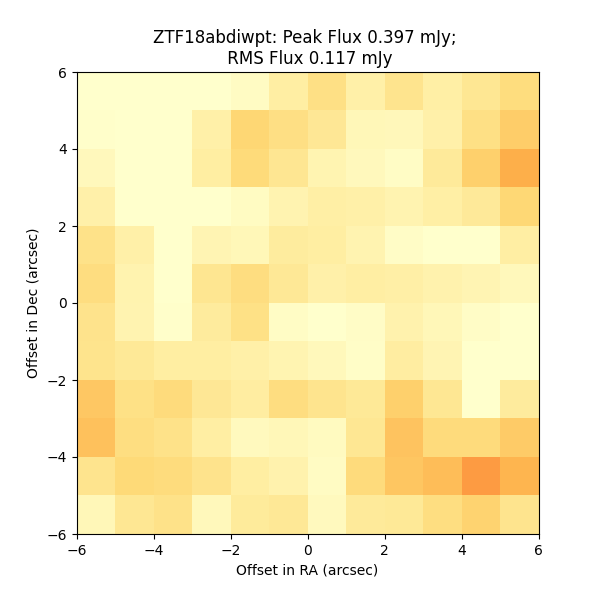 ZTF18abdiwpt: Peak Flux 0.397 mJy;
RMS Flux 0.117 mJy
6
4
2
0
−2
−4
−6
Offset in Dec (arcsec)
−6 −4 −2 0 2 4 6
Offset in RA (arcsec)